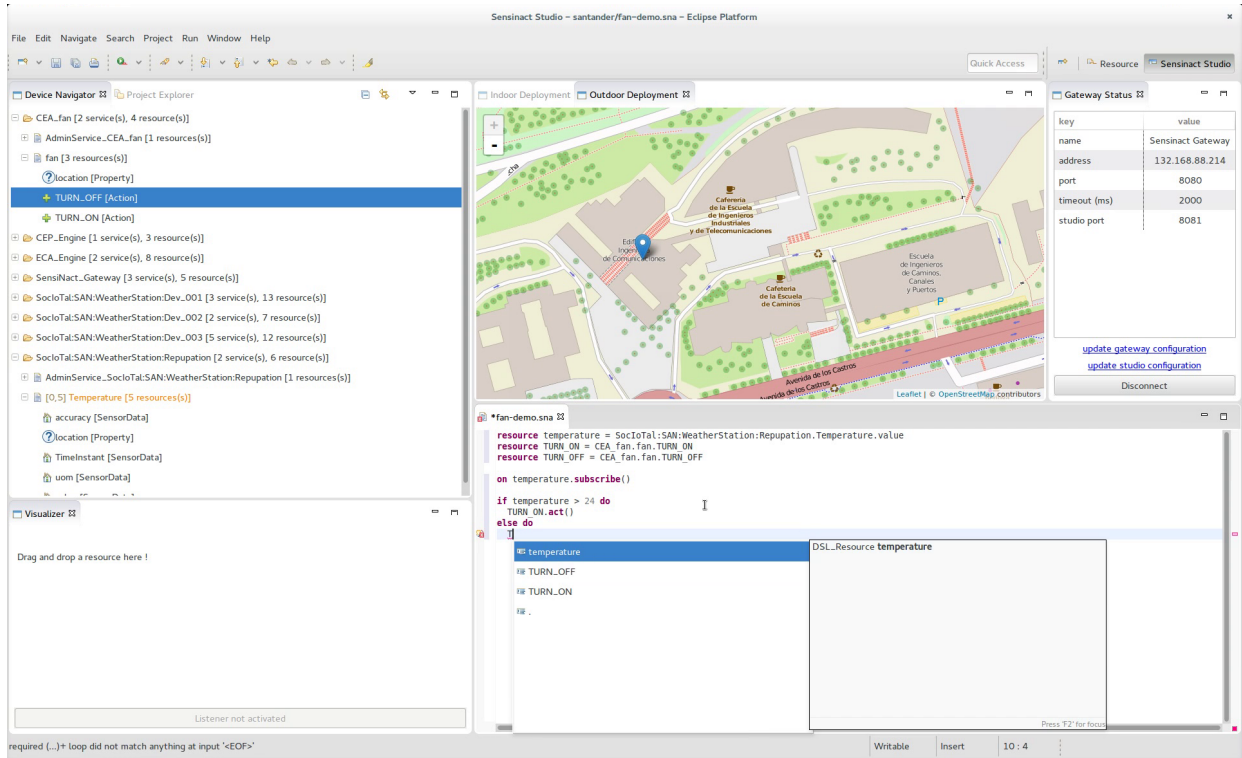 Sensinact Studio – santander/fan-demo.sna – Eclipse Platform
File Edit Navigate Search Project Run Window Help
Quick Access
Resource
Sensinact Studio
Device Navigator
Project Explorer
CEA_fan [2 service(s), 4 resource(s)]
AdminService_CEA_fan [1 resources(s)]
fan [3 resources(s)]
location [Property]
TURN_OFF [Action]
TURN_ON [Action]
CEP_Engine [1 service(s), 3 resource(s)]
ECA_Engine [2 service(s), 8 resource(s)]
SensiNact_Gateway [3 service(s), 5 resource(s)]
SocIoTal:SAN:WeatherStation:Dev_001 [3 service(s), 13 resource(s)]
SocIoTal:SAN:WeatherStation:Dev_002 [2 service(s), 7 resource(s)]
SocIoTal:SAN:WeatherStation:Dev_003 [5 service(s), 12 resource(s)]
SocIoTal:SAN:WeatherStation:Repupation [2 service(s), 6 resource(s)]
AdminService_SocIoTal:SAN:WeatherStation:Repupation [1 resources(s)]
[0,5] Temperature [5 resources(s)]
accuracy [SensorData]
location [Property]
TimeInstant [SensorData]
uom [SensorData]
Visualizer
Drag and drop a resource here !
Listener not activated
Indoor Deployment
Outdoor Deployment
+
-
Cafereria
de la Escuela
de Ingenieros
Industriales
y de Telecomunicaciones
de Comunicaciones
Escuela
de Ingenieros
de Caminos,
Canales
y Puertos
Cafeteria
de la Escuela
de Caminos
P
Avenida de los Castros
Avenida de los Castros
Leaflet | © OpenStreetMap contributors
Gateway Status
key value
name Sensinact Gateway
address 132.168.88.214
port 8080
timeout (ms) 2000
studio port 8081
update gateway configuration
update studio configuration
Disconnect
*fan-demo.sna
resource temperature = SocIoTal:SAN:WeatherStation:Repupation.Temperature.value
resource TURN_ON = CEA_fan.fan.TURN_ON
resource TURN_OFF = CEA_fan.fan.TURN_OFF
on temperature.subscribe()
if temperature > 24 do
TURN_ON.act()
else do
T
temperature
TURN_OFF
TURN_ON
.
DSL_Resource temperature
Press 'F2' for focus
required (...)+ loop did not match anything at input '<EOF>'
Writable
Insert
10 : 4